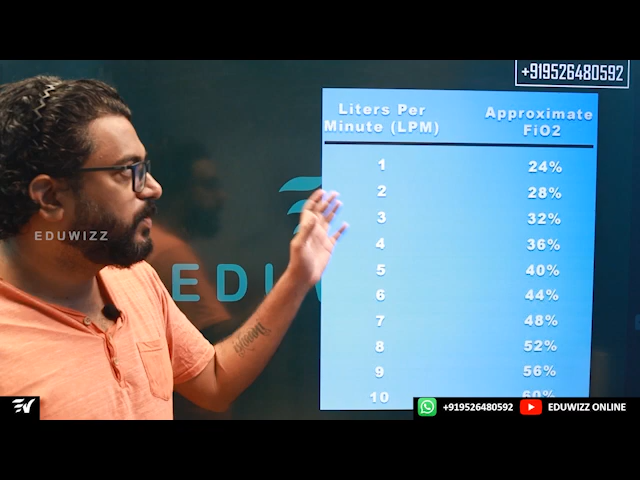 +919526480592
Liters Per
Minute (LPM)
Approximate
FiO2
1 24%
2 28%
3 32%
4 36%
5 40%
6 44%
7 48%
8 52%
9 56%
10 60%
EDUWIZZ
EDU
+919526480592
EDUWIZZ ONLINE